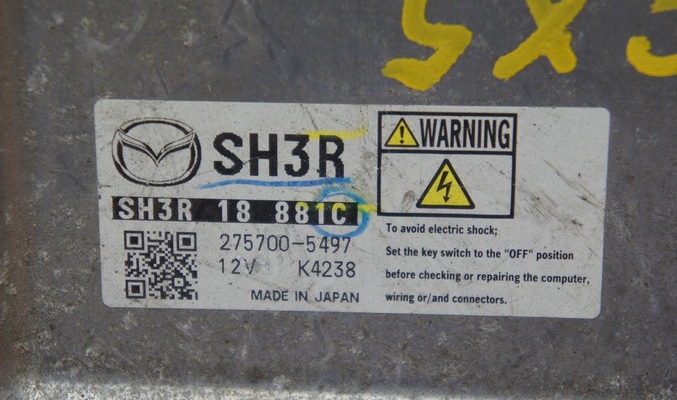 5X3
SH3R
WARNING
SH3R 18 881C
275700-5497
12V K4238
MADE IN JAPAN
To avoid electric shock;
Set the key switch to the "OFF" position
before checking or repairing the computer,
wiring or/and connectors.